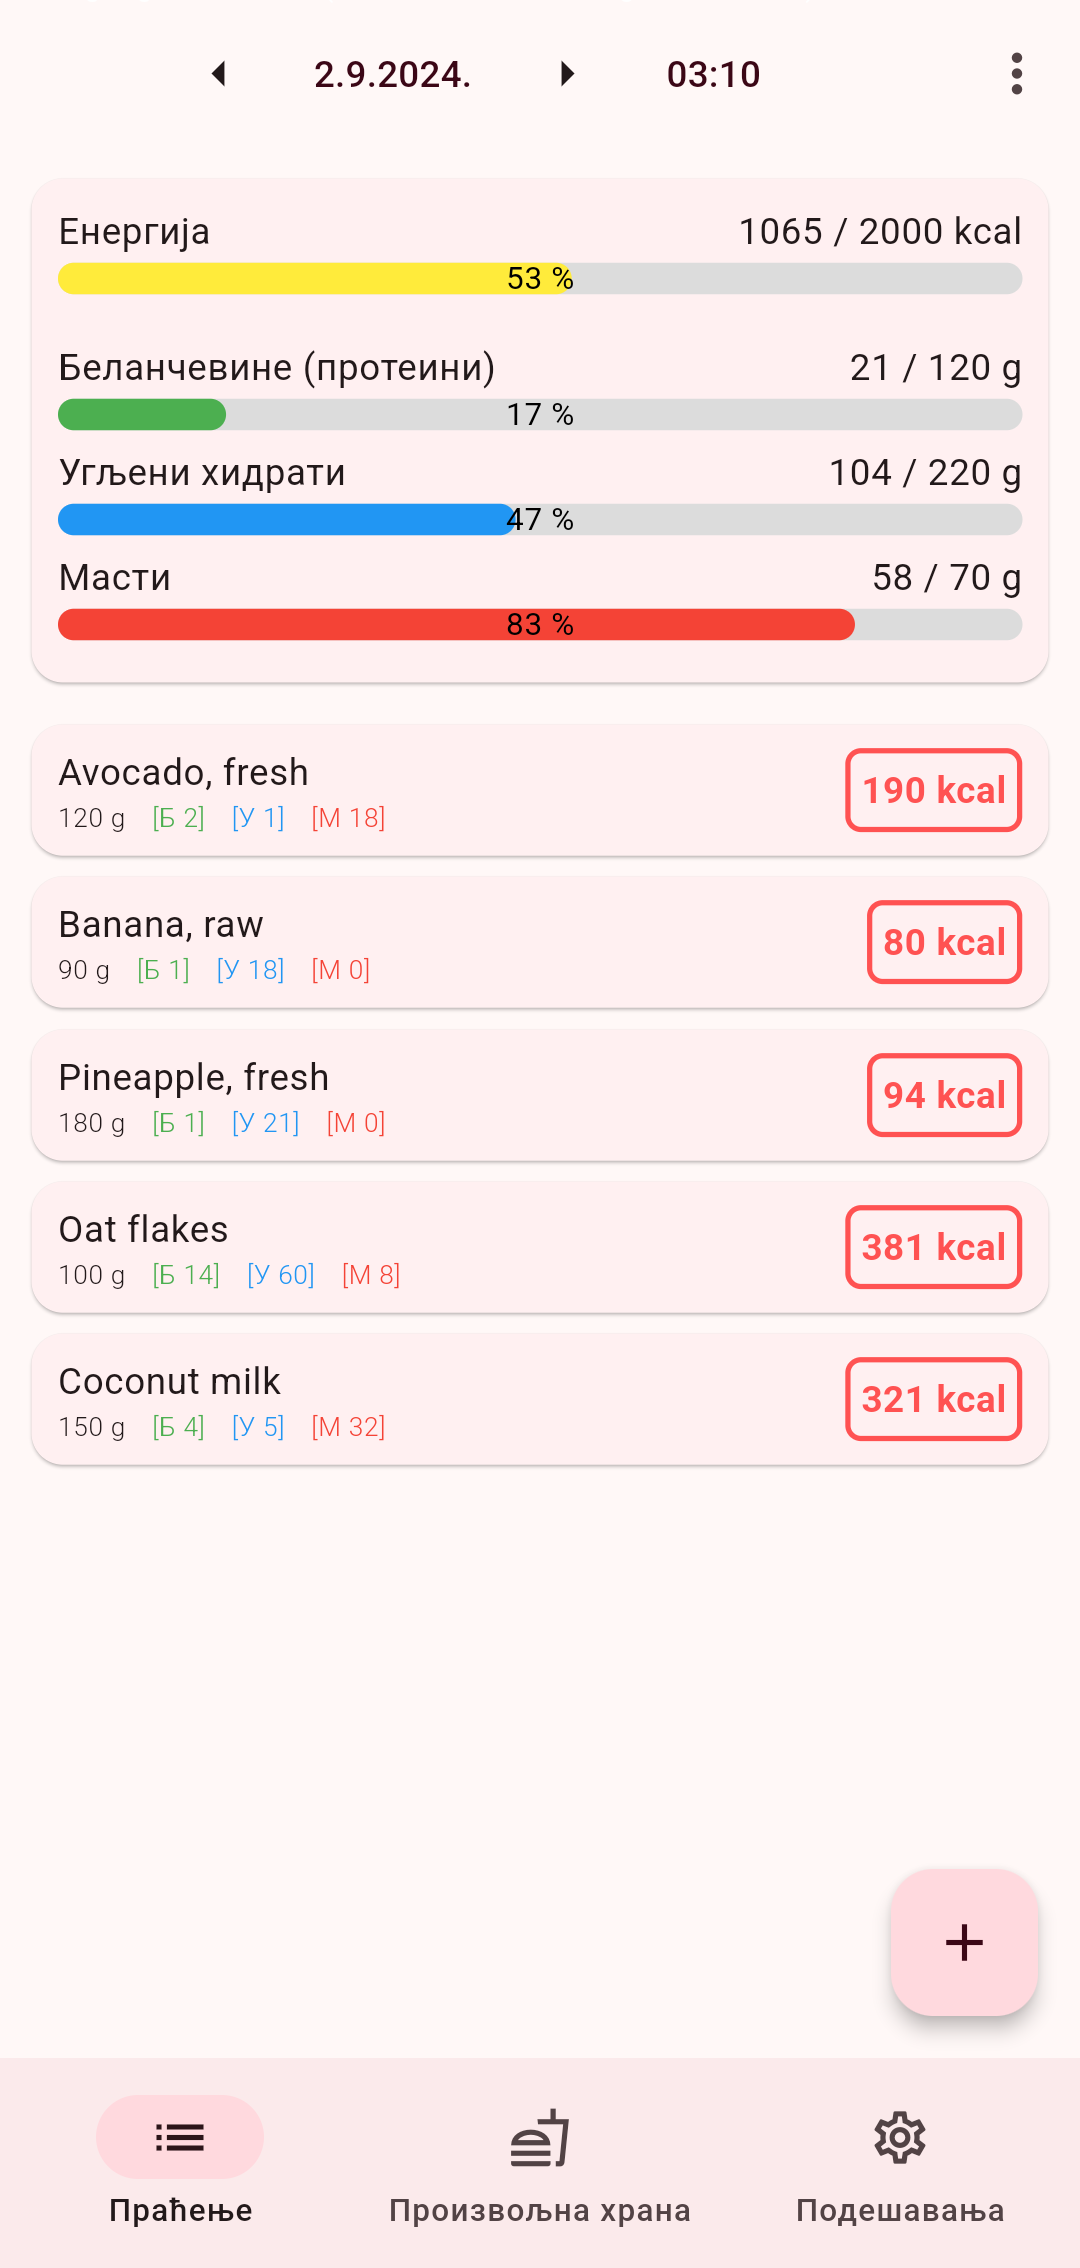 2.9.2024. 03:10
Енергија 1065 / 2000 kcal
53 %
Беланчевине (протеини) 21 / 120 g
17 %
Угљени хидрати 104 / 220 g
47 %
Масти 58 / 70 g
83 %
Avocado, fresh
190 kcal
120 g [Б 2] [У 1] [М 18]
Banana, raw
80 kcal
90 g [Б 1] [У 18] [М 0]
Pineapple, fresh
94 kcal
180 g [Б 1] [У 21] [М 0]
Oat flakes
381 kcal
100 g [Б 14] [У 60] [М 8]
Coconut milk
321 kcal
150 g [Б 4] [У 5] [М 32]
Праћење Произвољна храна Подешавања